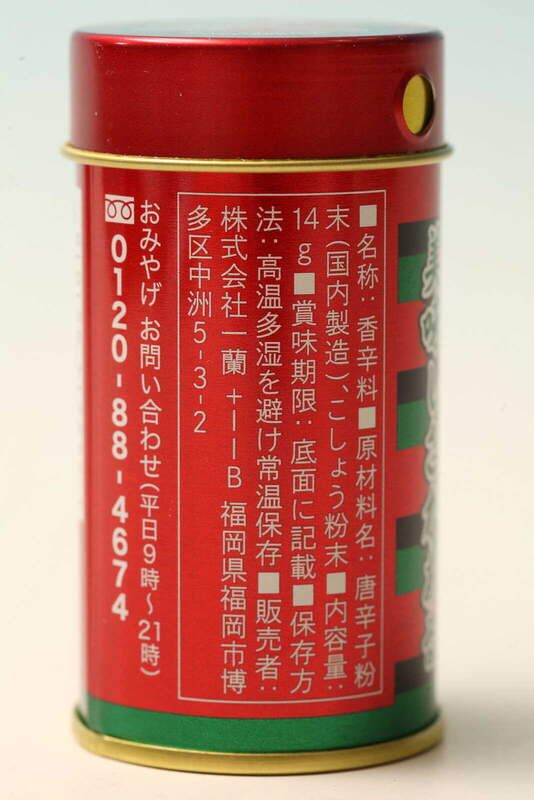 ■名称：香辛料■原材料名：唐辛子粉
末（国内製造）、こしょう粉末■内容量：
14g■賞味期限：底面に記載■保存方
法：高温多湿を避け常温保存■販売者：
株式会社一蘭 +IIB 福岡県福岡市博
多区中洲5-3-2
おみやげ お問い合わせ（平日9時～21時）
0120-88-4674